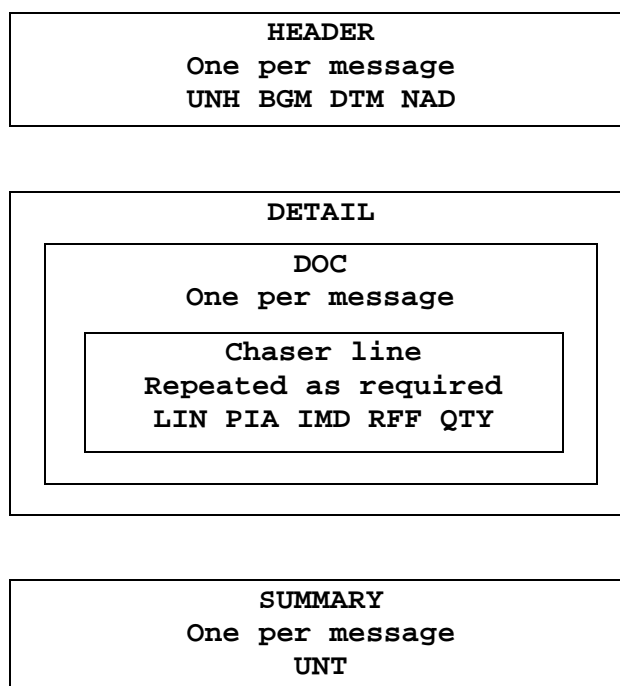 HEADER
One per message
UNH BGM DTM NAD
DETAIL
DOC
One per message
Chaser line
Repeated as required
LIN PIA IMD RFF QTY
SUMMARY
One per message
UNT